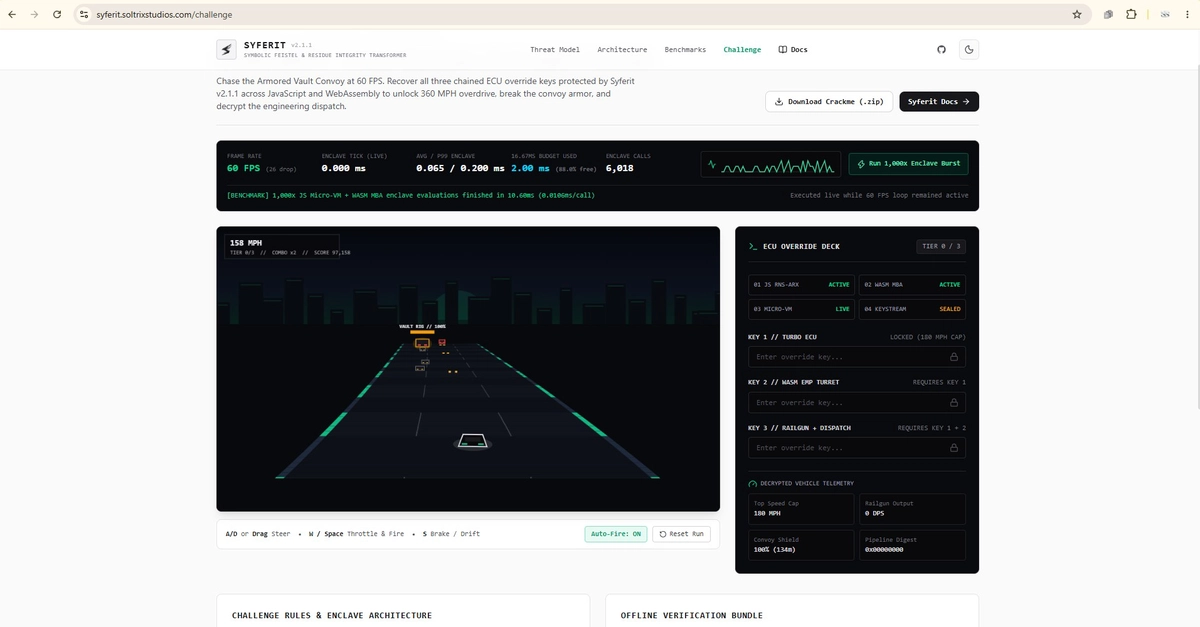 syferit.soltrixstudios.com/challenge
SYFERIT v2.1.1
SYMBOLIC FEISTEL & RESIDUE INTEGRITY TRANSFORMER
Threat Model Architecture Benchmarks Challenge Docs
Chase the Armored Vault Convoy at 60 FPS. Recover all three chained ECU override keys protected by Syferit
v2.1.1 across JavaScript and WebAssembly to unlock 360 MPH overdrive, break the convoy armor, and
decrypt the engineering dispatch.
Download Crackme (.zip) Syferit Docs →
FRAME RATE ENCLAVE TICK (LIVE) AVG / P99 ENCLAVE 16.67MS BUDGET USED ENCLAVE CALLS
60 FPS (26 drop) 0.000 ms 0.065 / 0.200 ms 2.00 ms (88.0% free) 6,018
Run 1,000x Enclave Burst
[BENCHMARK] 1,000x JS Micro-VM + WASM MBA enclave evaluations finished in 10.60ms (0.0106ms/call)
Executed live while 60 FPS loop remained active
158 MPH
TIER 0/3 // COMBO x2 // SCORE 97,158
VAULT RIG // 100%
A/D or Drag Steer • W / Space Throttle & Fire • S Brake / Drift
Auto-Fire: ON Reset Run
ECU OVERRIDE DECK TIER 0 / 3
01 JS RNS-ARX ACTIVE 02 WASM MBA ACTIVE
03 MICRO-VM LIVE 04 KEYSTREAM SEALED
KEY 1 // TURBO ECU LOCKED (180 MPH CAP)
Enter override key...
KEY 2 // WASM EMP TURRET REQUIRES KEY 1
Enter override key...
KEY 3 // RAILGUN + DISPATCH REQUIRES KEY 1 + 2
Enter override key...
DECRYPTED VEHICLE TELEMETRY
Top Speed Cap Railgun Output
180 MPH 0 DPS
Convoy Shield Pipeline Digest
100% (134m) 0x00000000
CHALLENGE RULES & ENCLAVE ARCHITECTURE
OFFLINE VERIFICATION BUNDLE